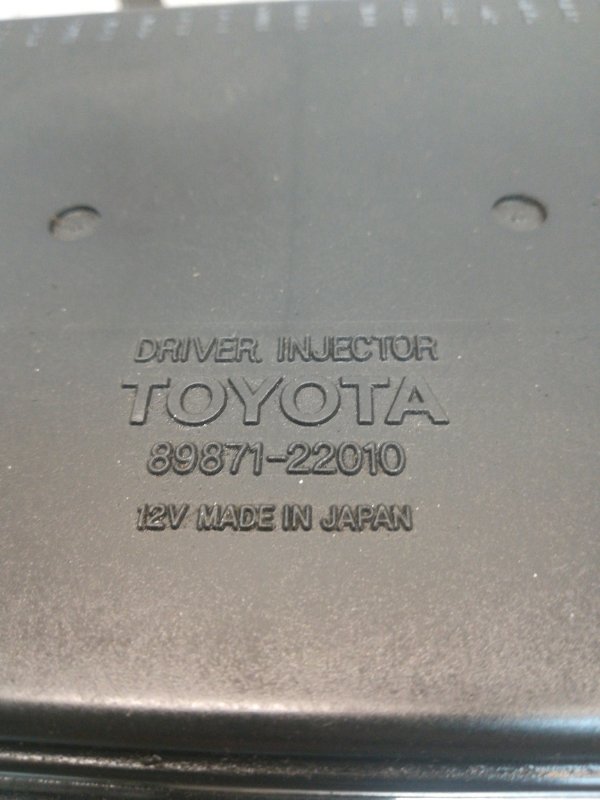 DRIVER, INJECTOR
TOYOTA
89871-22010
12V MADE IN JAPAN